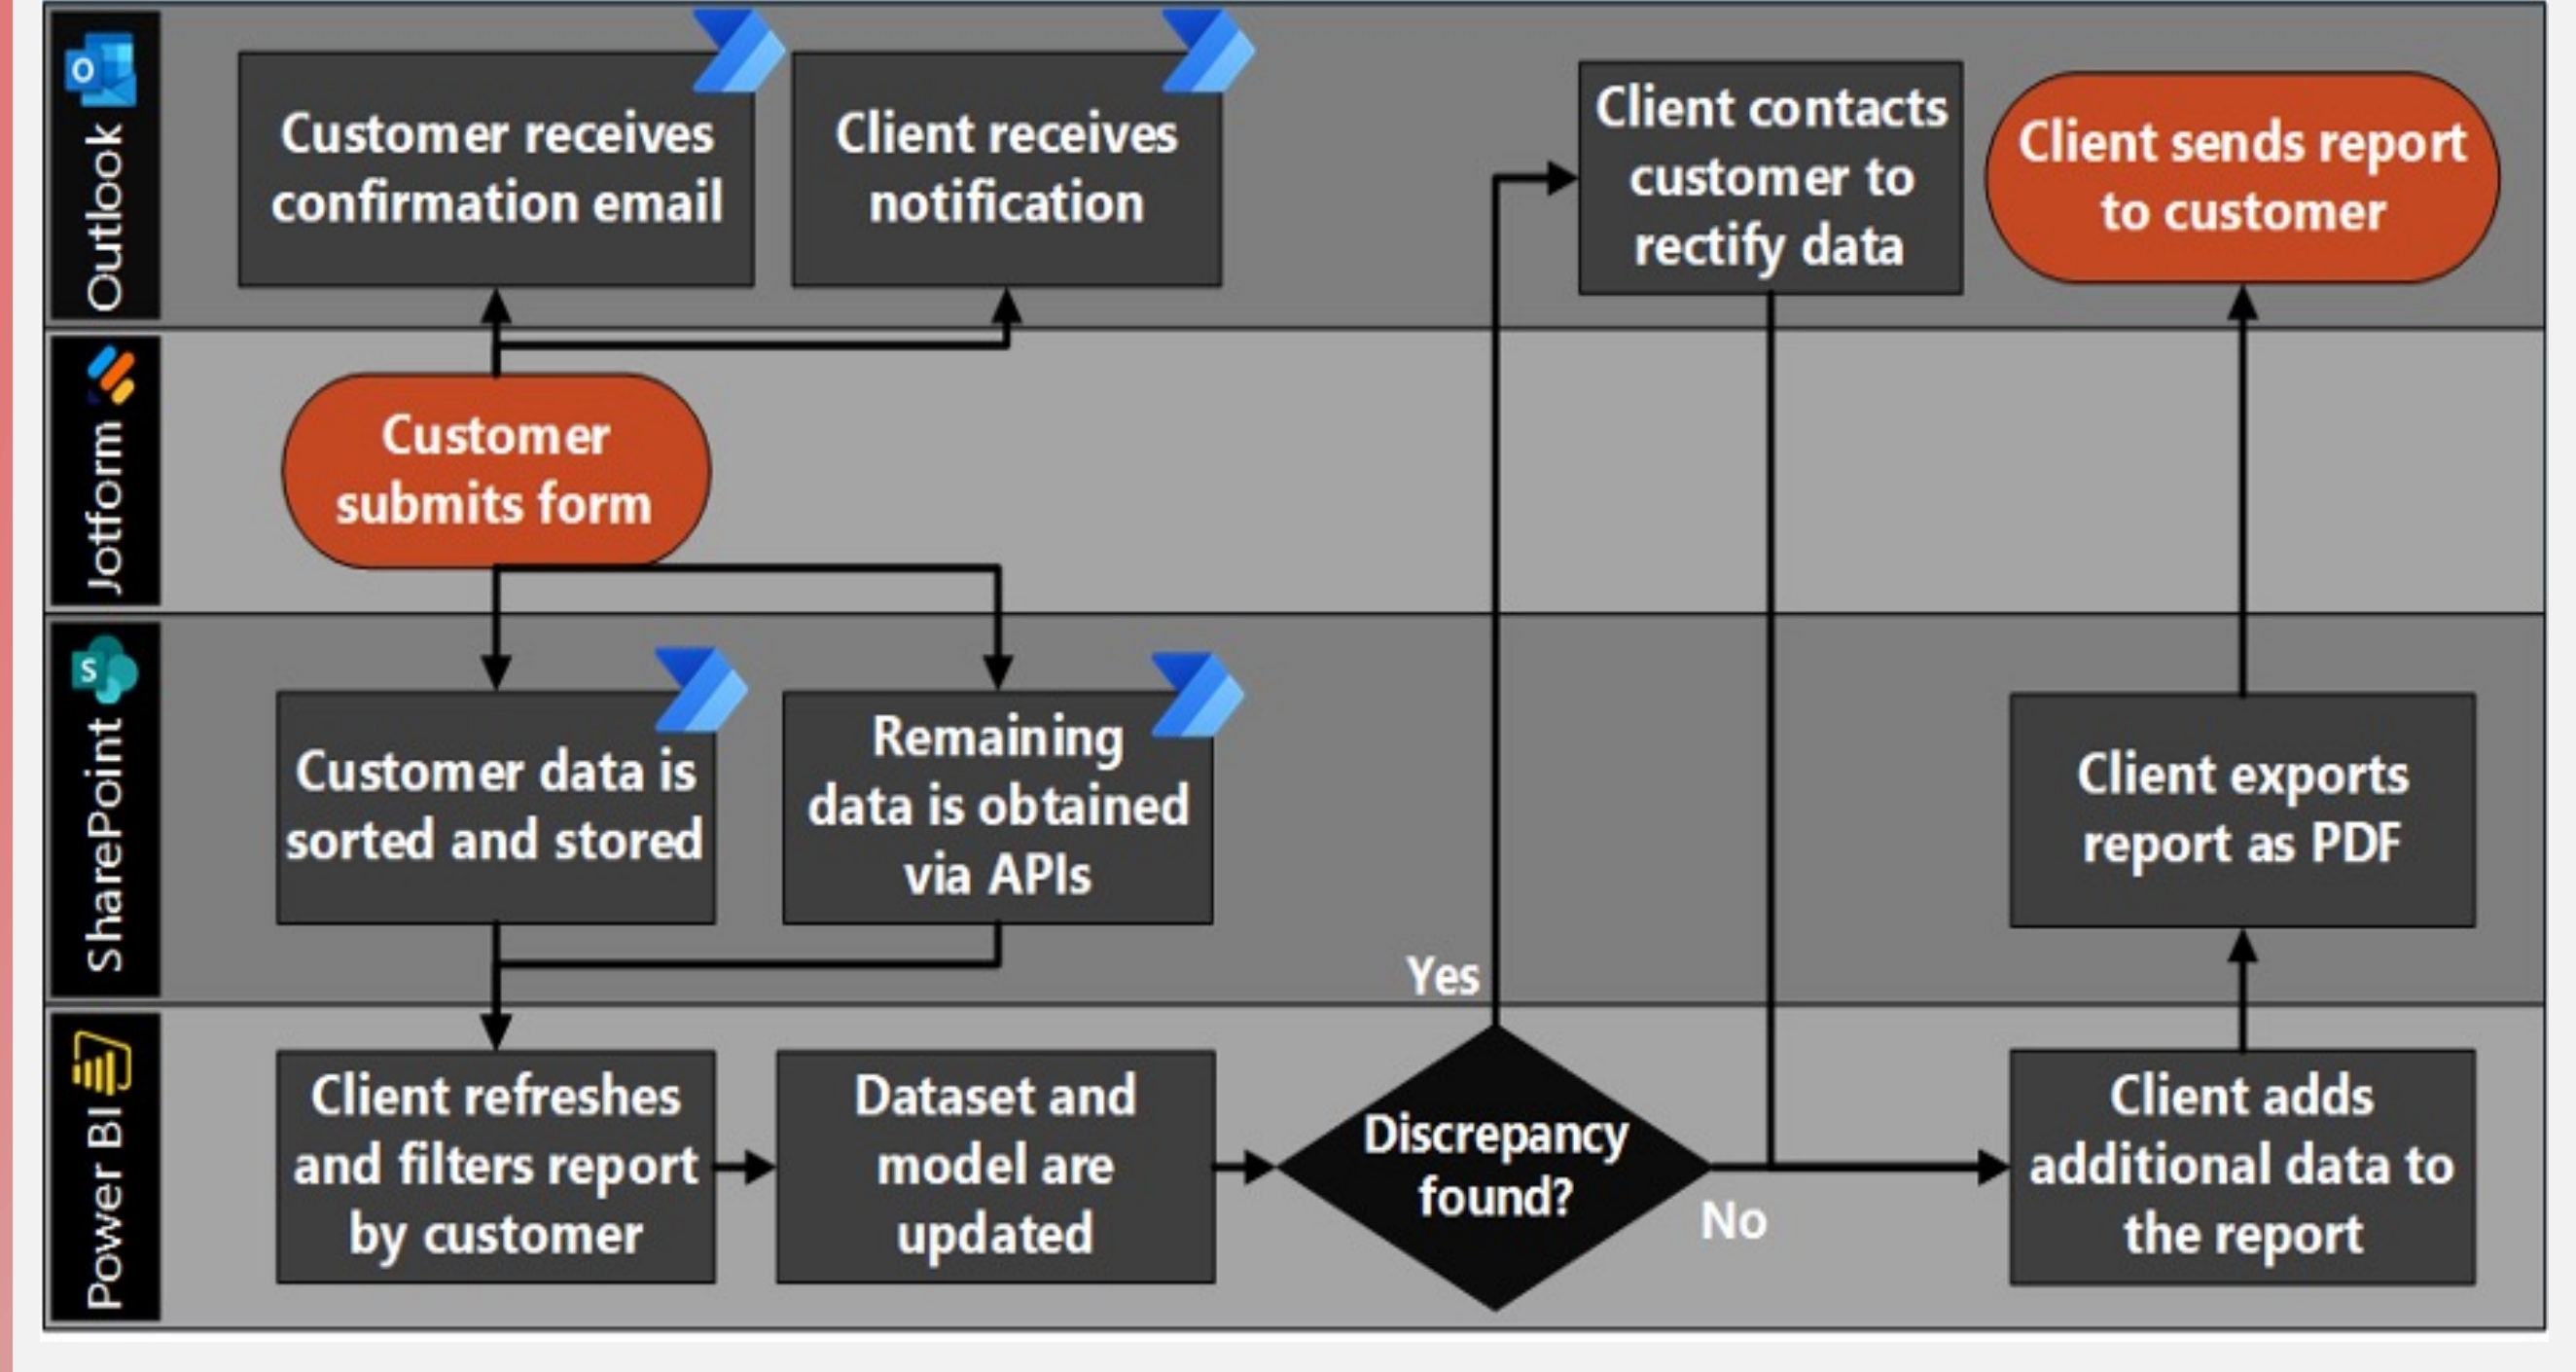 Outlook
Customer receives
confirmation email
Client receives
notification
Client contacts
customer to
rectify data
Client sends report
to customer
Jotform
Customer
submits form
SharePoint
Customer data is
sorted and stored
Remaining
data is obtained
via APIs
Client exports
report as PDF
Yes
Power BI
Client refreshes
and filters report
by customer
Dataset and
model are
updated
Discrepancy
found?
No
Client adds
additional data to
the report